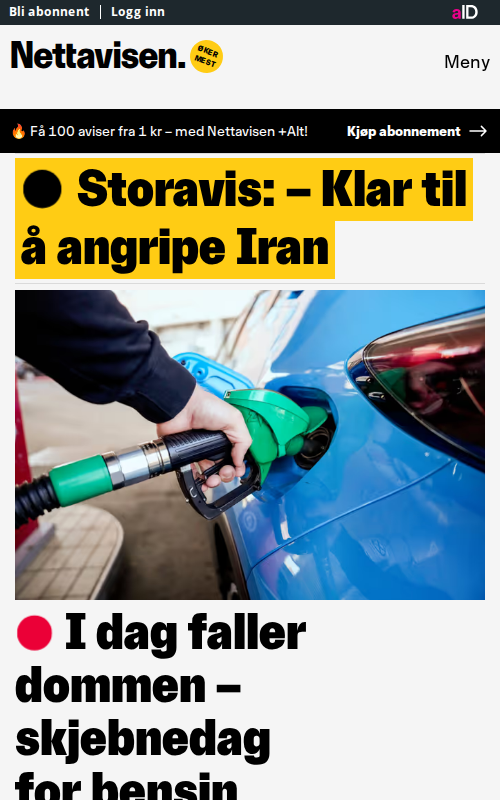 Bli abonnent | Logg inn
aID
Nettavisen.
ØKER
MEST
Meny
🔥 Få 100 aviser fra 1 kr – med Nettavisen +Alt!
Kjøp abonnement →
Storavis: – Klar til
å angripe Iran
I dag faller
dommen –
skjebnedag
for bensin